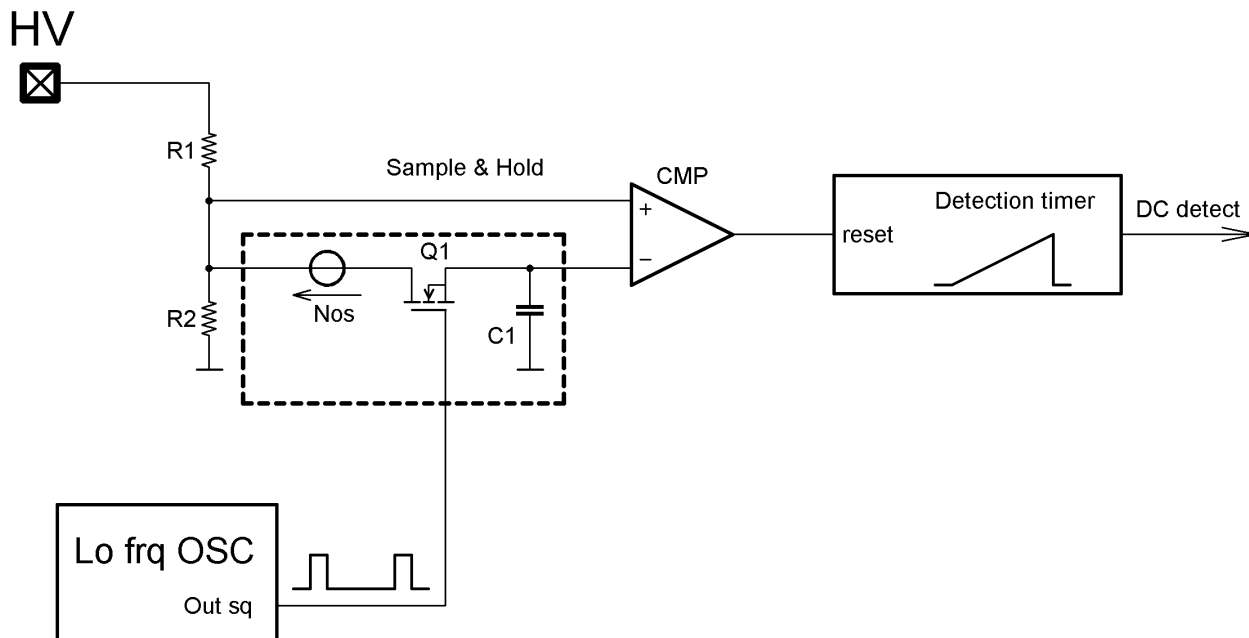 HV
R1
Sample & Hold
CMP
+
−
Detection timer
reset
DC detect
Q1
Nos
R2
C1
Lo frq OSC
Out sq